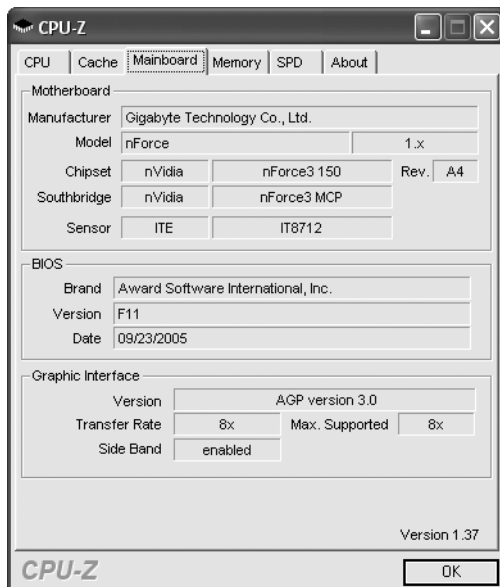 CPU-Z
CPU Cache Mainboard Memory SPD About
Motherboard
Manufacturer Gigabyte Technology Co., Ltd.
Model nForce 1.x
Chipset nVidia nForce3 150 Rev. A4
Southbridge nVidia nForce3 MCP
Sensor ITE IT8712
BIOS
Brand Award Software International, Inc.
Version F11
Date 09/23/2005
Graphic Interface
Version AGP version 3.0
Transfer Rate 8x Max. Supported 8x
Side Band enabled
Version 1.37
CPU-Z OK